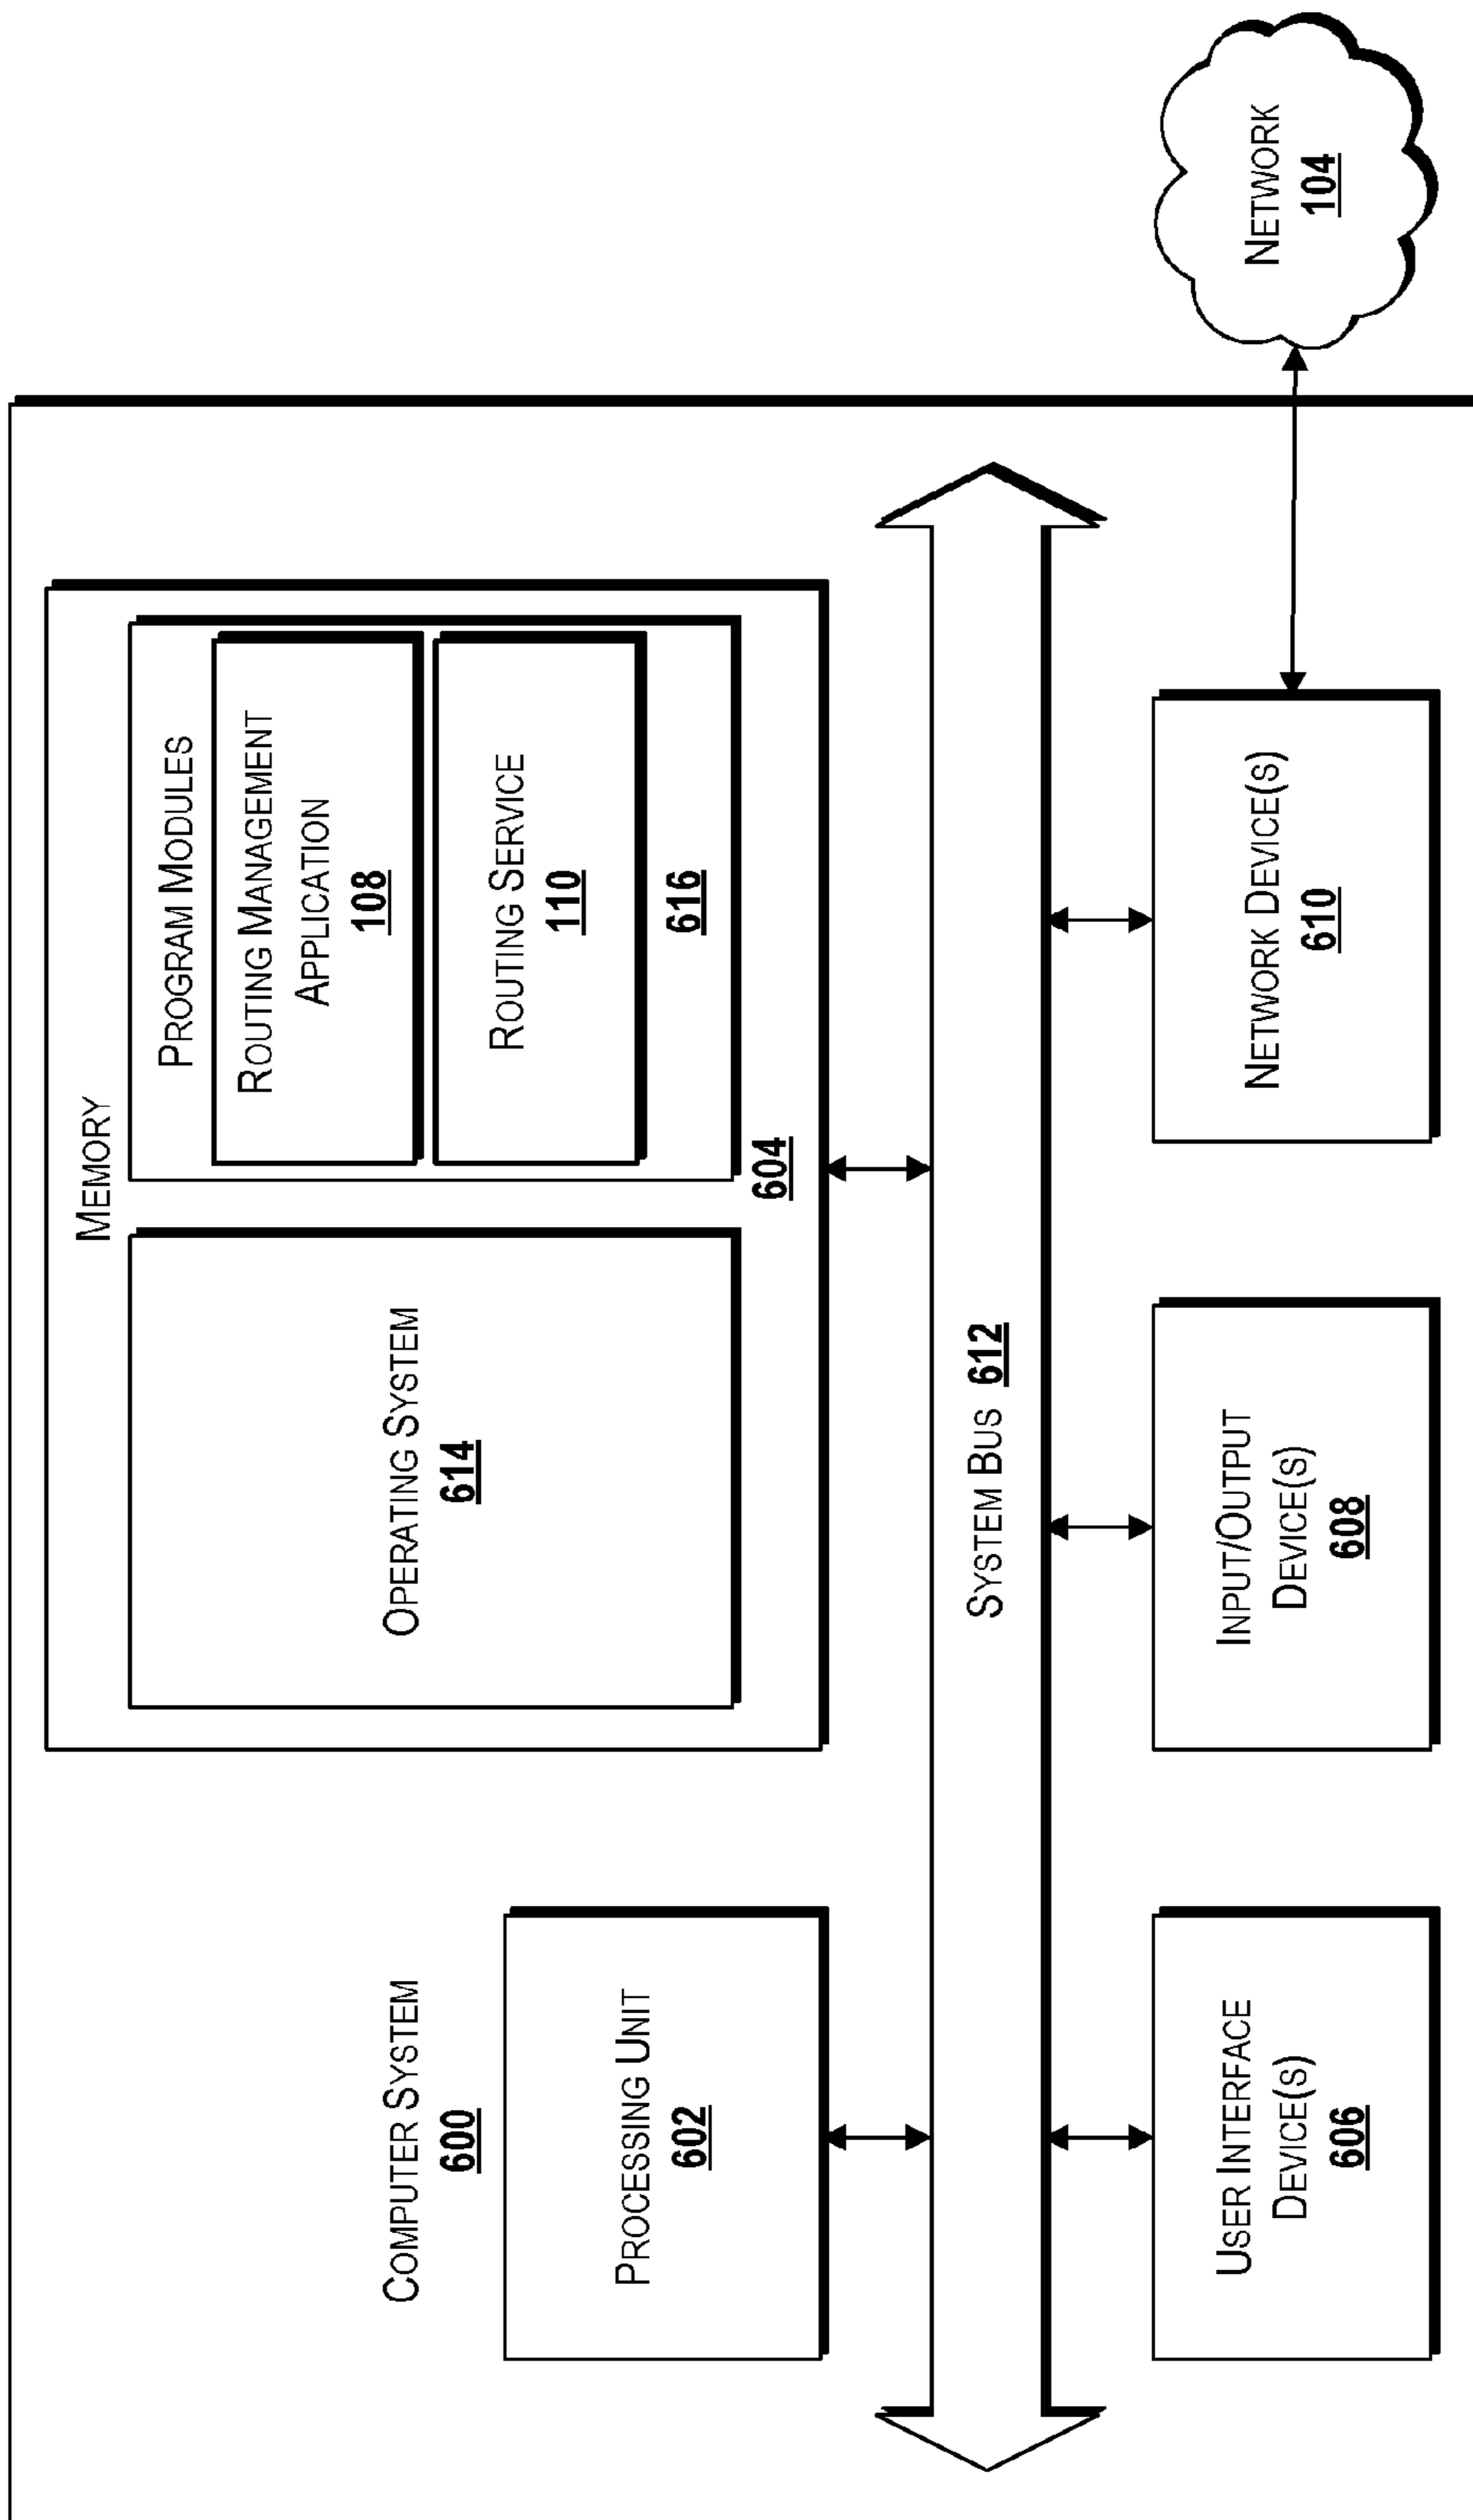 COMPUTER SYSTEM
600
PROCESSING UNIT
602
MEMORY
OPERATING SYSTEM
614
PROGRAM MODULES
ROUTING MANAGEMENT
APPLICATION
108
ROUTING SERVICE
110
616
604
SYSTEM BUS 612
USER INTERFACE
DEVICE(S)
606
INPUT/OUTPUT
DEVICE(S)
608
NETWORK DEVICE(S)
610
NETWORK
104